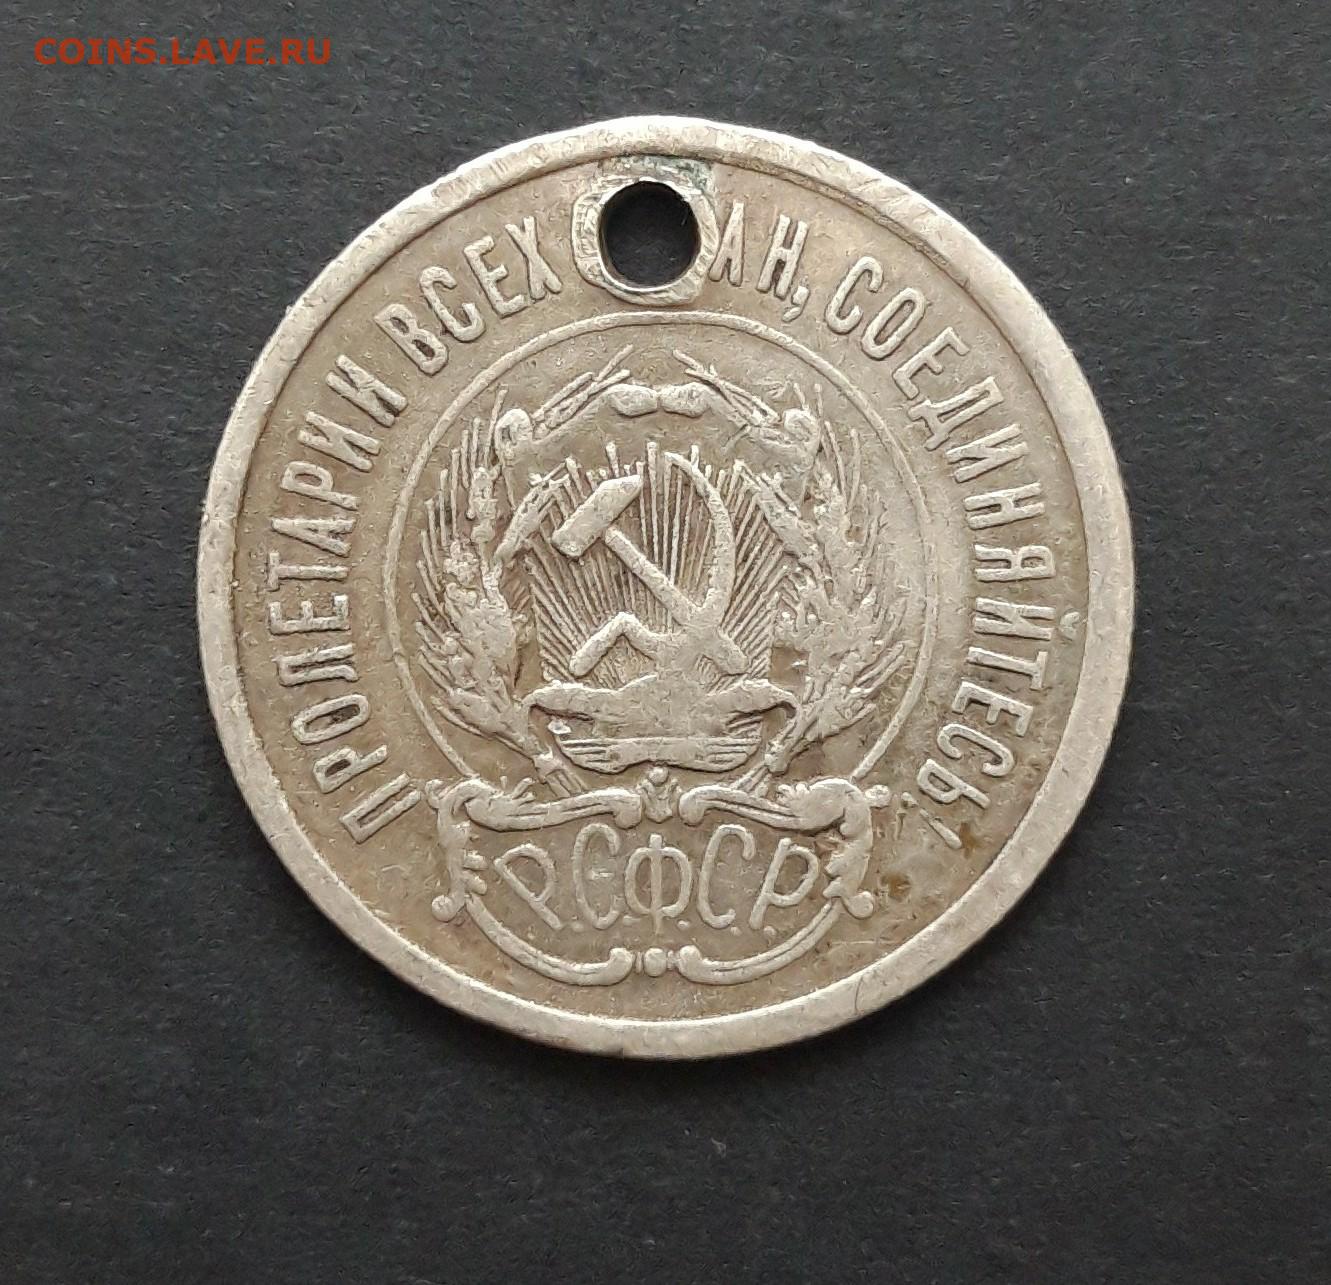 COINS.LAVE.RU
ПРОЛЕТАРИИ ВСЕХ АН, СОЕДИНЯЙТЕСЬ!
Р.С.Ф.С.Р.